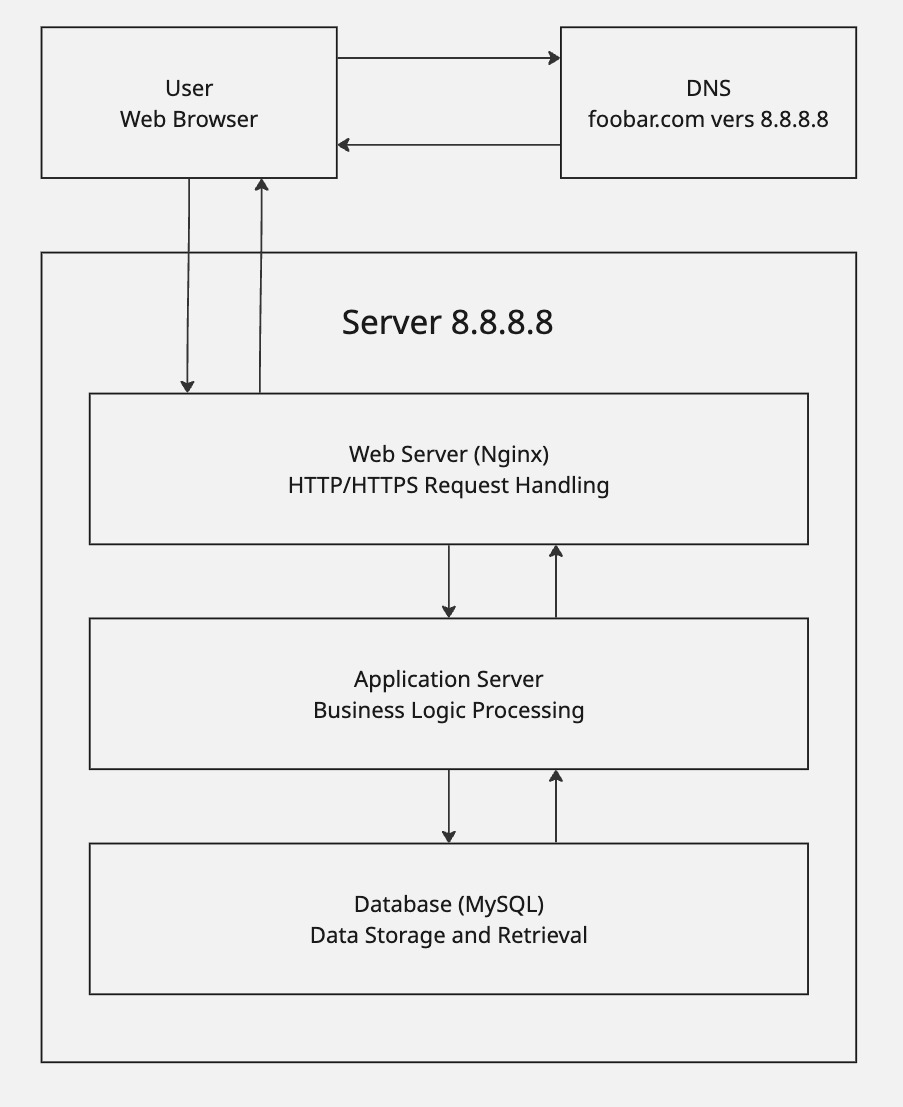 User
Web Browser
DNS
foobar.com vers 8.8.8.8
Server 8.8.8.8
Web Server (Nginx)
HTTP/HTTPS Request Handling
Application Server
Business Logic Processing
Database (MySQL)
Data Storage and Retrieval